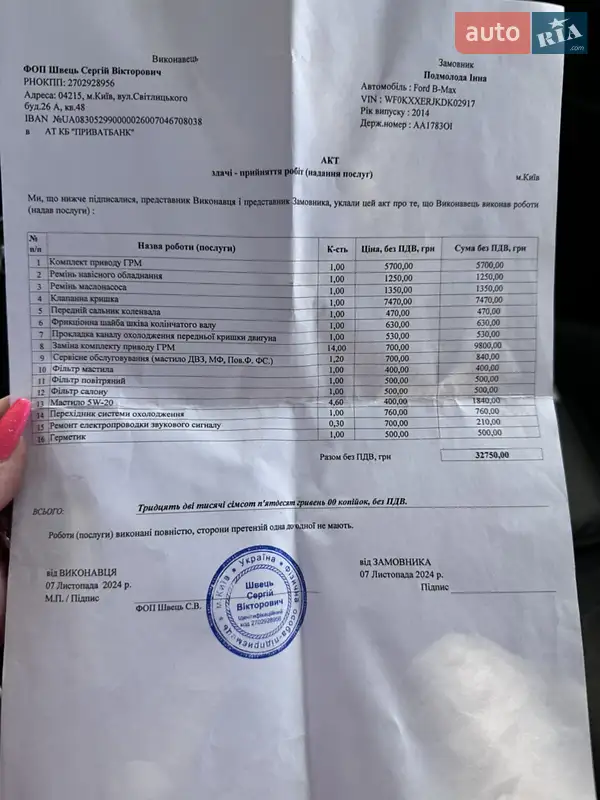 auto RIA.com
Виконавець
ФОП Швець Сергій Вікторович
РНОКПП: 2702928956
Адреса: 04215, м.Київ, вул.Світлицького
буд.26 А, кв.48
IBAN №UA083052990000026007046708038
в АТ КБ "ПРИВАТБАНК"
Замовник
Подмолода Інна
Автомобіль : Ford B-Max
VIN : WF0KXXERJKDK02917
Рік випуску : 2014
Держ.номер : AA1783OI
АКТ
здачі - прийняття робіт (надання послуг)
м.Київ
Ми, що нижче підписалися, представник Виконавця і представник Замовника, уклали цей акт про те, що Виконавець виконав роботи
(надав послуги) :
№ п/п Назва роботи (послуги) К-сть Ціна, без ПДВ, грн Сума, без ПДВ, грн
1 Комплект приводу ГРМ 1,00 5700,00 5700,00
2 Ремінь навісного обладнання 1,00 1250,00 1250,00
3 Ремінь маслонасоса 1,00 1350,00 1350,00
4 Клапанна кришка 1,00 7470,00 7470,00
5 Передній сальник коленвала 1,00 470,00 470,00
6 Фрикціонна шайба шківа колінчатого валу 1,00 630,00 630,00
7 Прокладка каналу охолодження передньої кришки двигуна 1,00 530,00 530,00
8 Заміна комплекту приводу ГРМ 14,00 700,00 9800,00
9 Сервісне обслуговування (мастило ДВЗ, МФ, Пов.Ф. ФС.) 1,20 700,00 840,00
10 Фільтр мастила 1,00 400,00 400,00
11 Фільтр повітряний 1,00 500,00 500,00
12 Фільтр салону 1,00 500,00 500,00
13 Мастило 5W-20 4,60 400,00 1840,00
14 Перехідник системи охолодження 1,00 760,00 760,00
15 Ремонт електропроводки звукового сигналу 0,30 700,00 210,00
16 Герметик 1,00 500,00 500,00
Разом без ПДВ, грн 32750,00
ВСЬОГО: Тридцять дві тисячі сімсот п'ятдесят гривень 00 копійок, без ПДВ.
Роботи (послуги) виконані повністю, сторони претензій одна до одної не мають.
від ВИКОНАВЦЯ
07 Листопада 2024 р.
М.П. / Підпис
ФОП Швець С.В.
від ЗАМОВНИКА
07 Листопада 2024 р.
Підпис
Україна * Фізична особа-підприємець * м.Київ
Швець
Сергій
Вікторович
Ідентифікаційний
код 2702928956